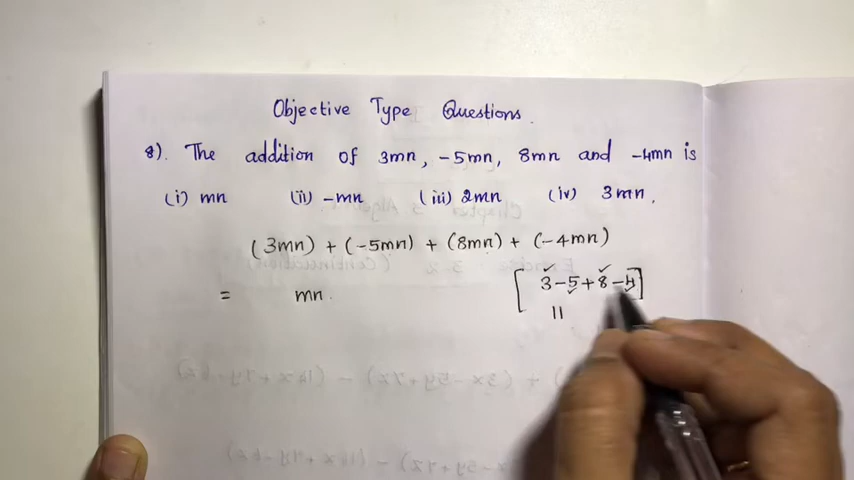 Objective Type Questions.
8). The addition of 3mn, -5mn, 8mn and -4mn is
(i) mn (ii) -mn (iii) 2mn (iv) 3mn.
(3mn) + (-5mn) + (8mn) + (-4mn)
= mn. [3-5+8-4]
11